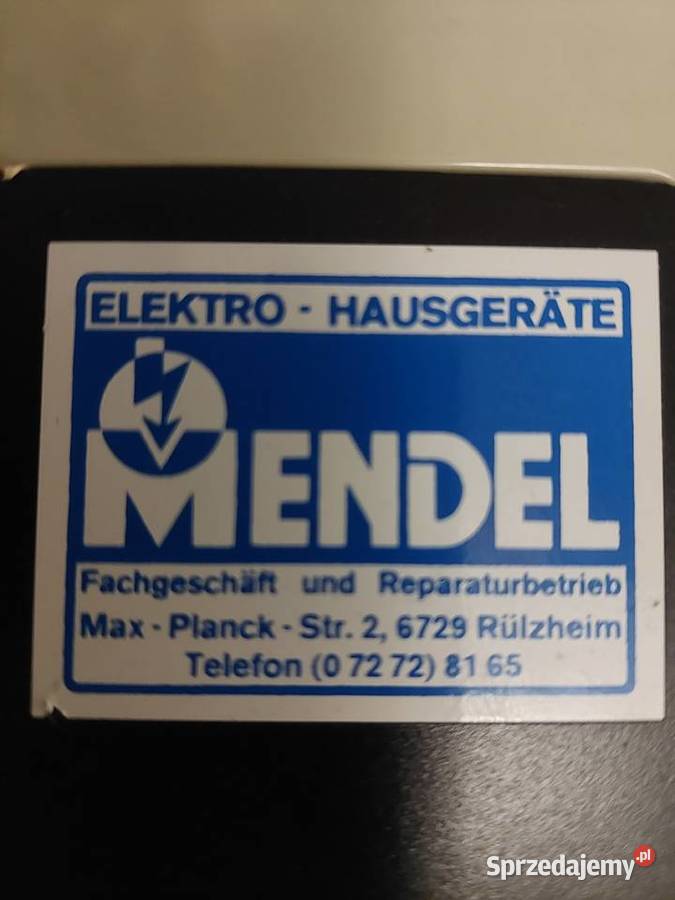 ELEKTRO - HAUSGERÄTE
MENDEL
Fachgeschäft und Reparaturbetrieb
Max - Planck - Str. 2, 6729 Rülzheim
Telefon (0 72 72) 81 65
Sprzedajemy.pl